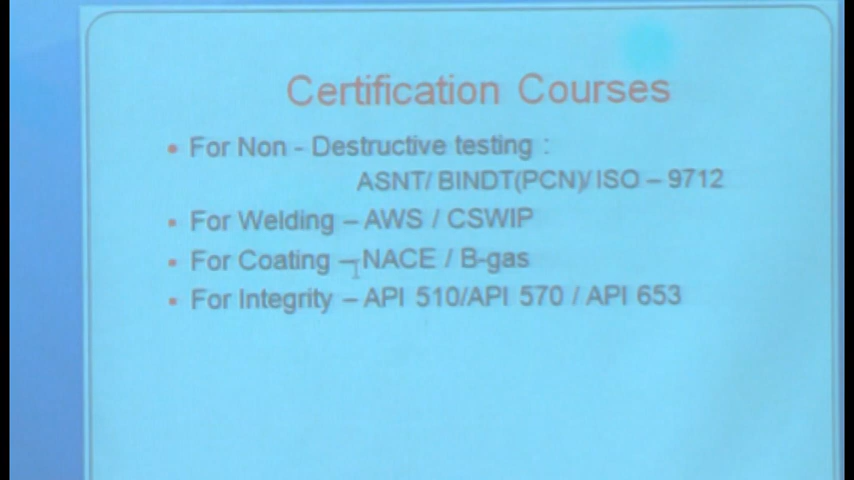 Certification Courses
• For Non - Destructive testing :
ASNT/ BINDT(PCN)/ ISO – 9712
• For Welding – AWS / CSWIP
• For Coating – NACE / B-gas
• For Integrity – API 510/API 570 / API 653